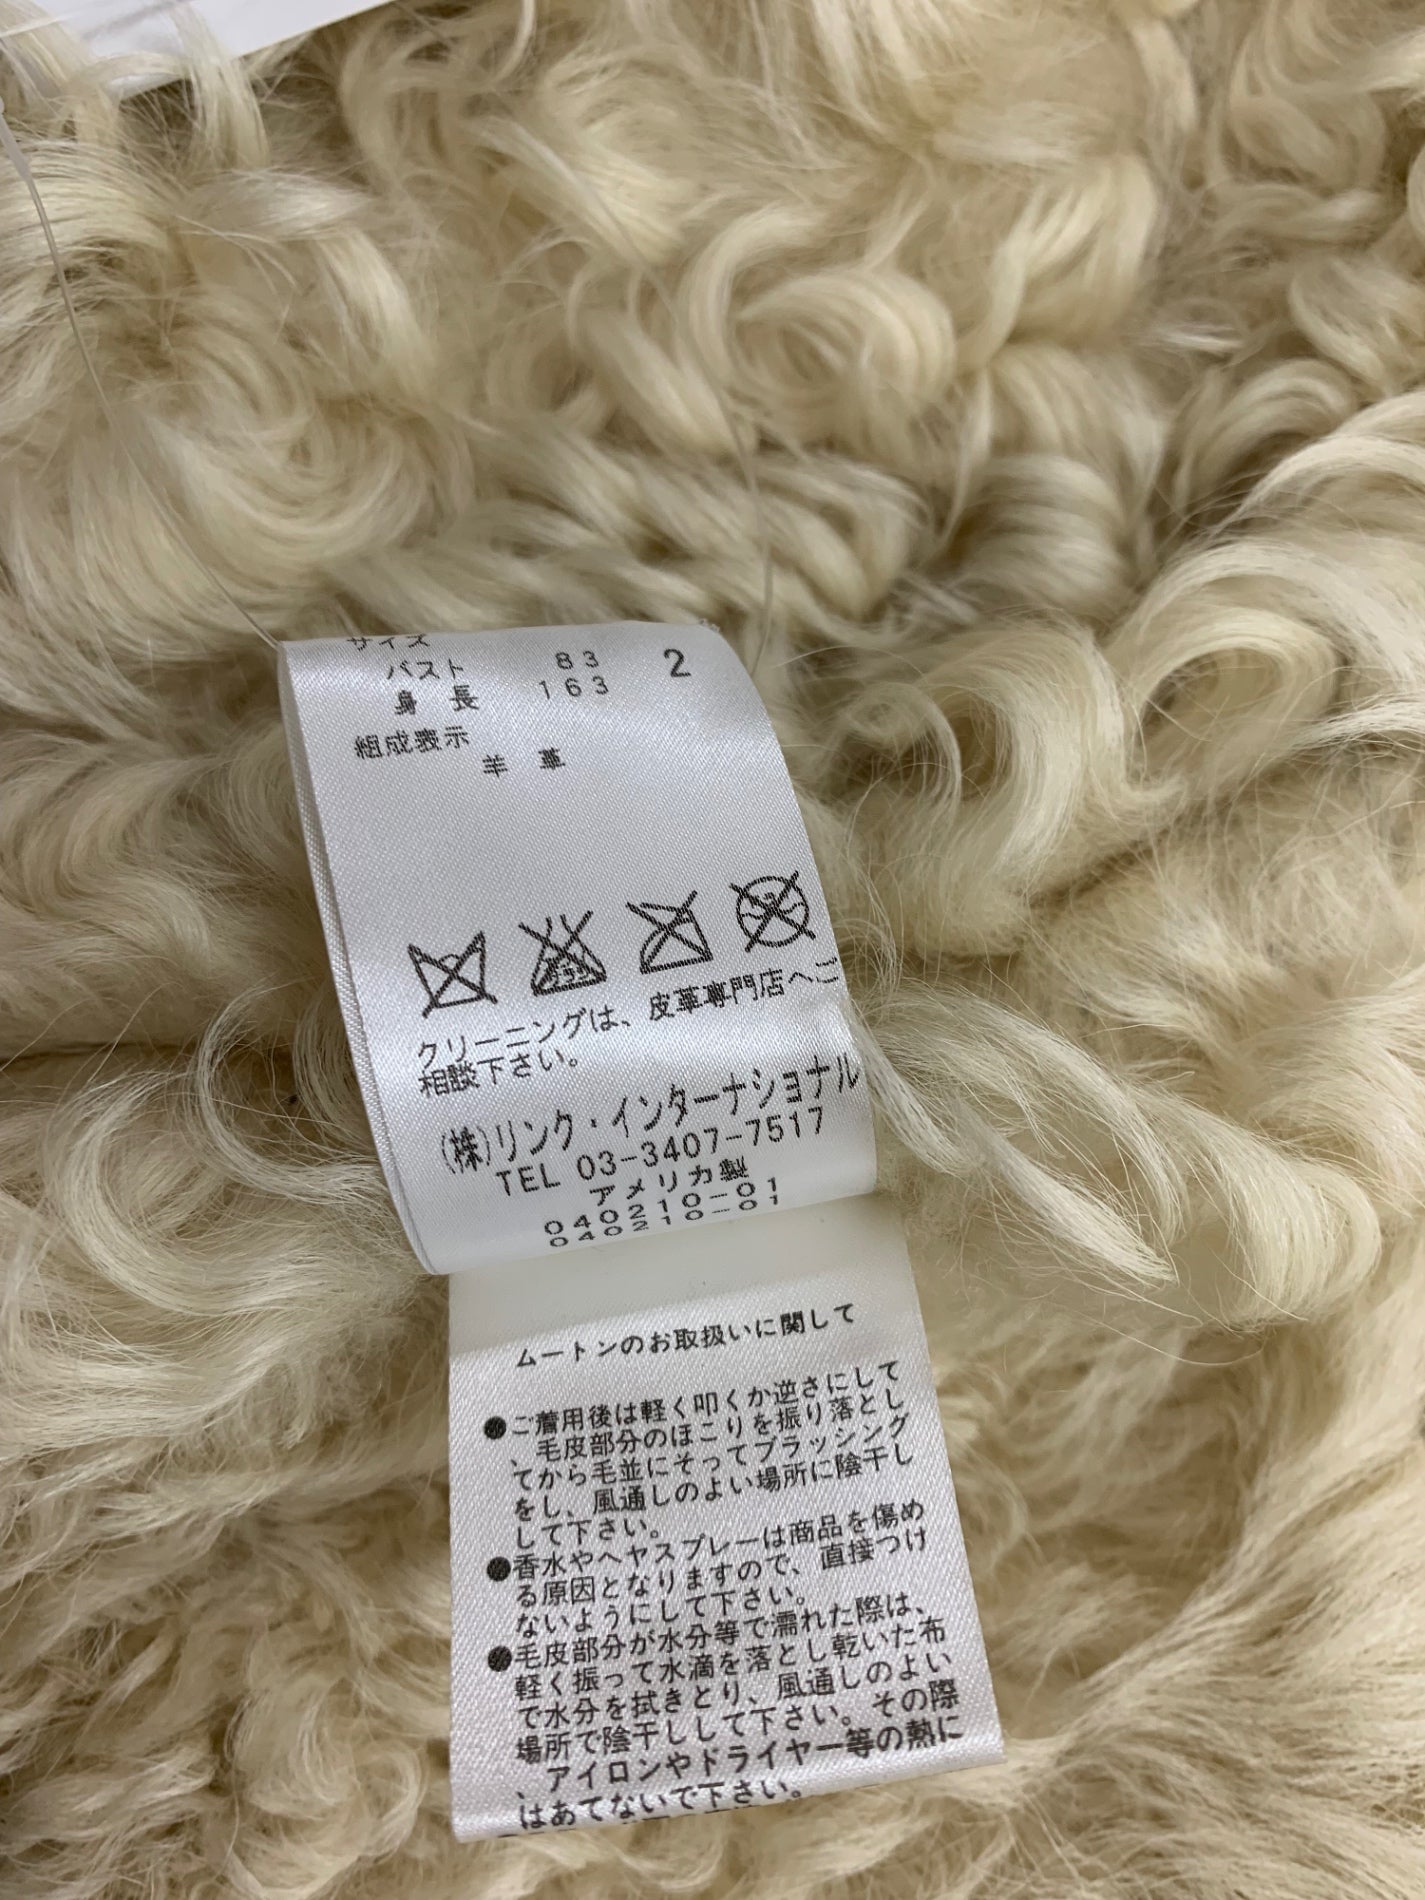 サイズ
バスト 83 2
身 長 163
組成表示
羊 革
クリーニングは、皮革専門店へご
相談下さい。
(株)リンク・インターナショナル
TEL 03-3407-7517
アメリカ製
040210-01
040210-01
ムートンのお取扱いに関して
●ご着用後は軽く叩くか逆さにして
、毛皮部分のほこりを振り落とし
てから毛並にそってブラッシング
をし、風通しのよい場所に陰干し
して下さい。
●香水やヘヤスプレーは商品を傷め
る原因となりますので、直接つけ
ないようにして下さい。
●毛皮部分が水分等で濡れた際は、
軽く振って水滴を落とし乾いた布
で水分を拭きとり、風通しのよい
場所で陰干しして下さい。その際
、アイロンやドライヤー等の熱に
はあてないで下さい。